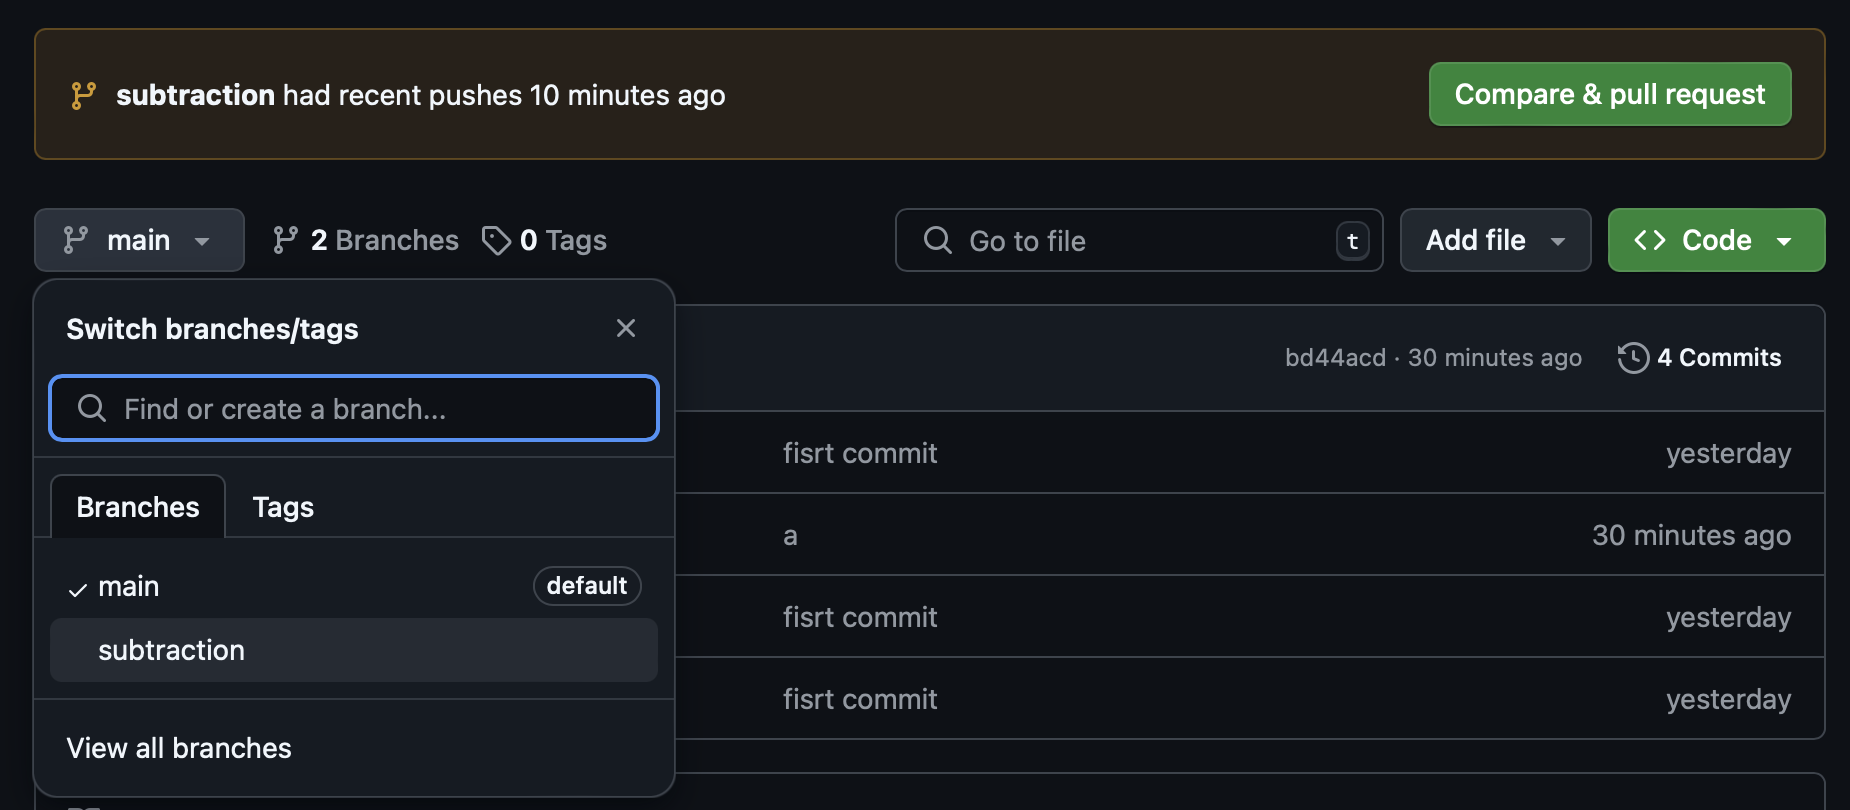 subtraction had recent pushes 10 minutes ago
Compare & pull request
main
2 Branches
0 Tags
Go to file
t
Add file
Code
Switch branches/tags
bd44acd · 30 minutes ago
4 Commits
Find or create a branch...
fisrt commit
yesterday
Branches
Tags
a
30 minutes ago
main
default
fisrt commit
yesterday
subtraction
fisrt commit
yesterday
View all branches